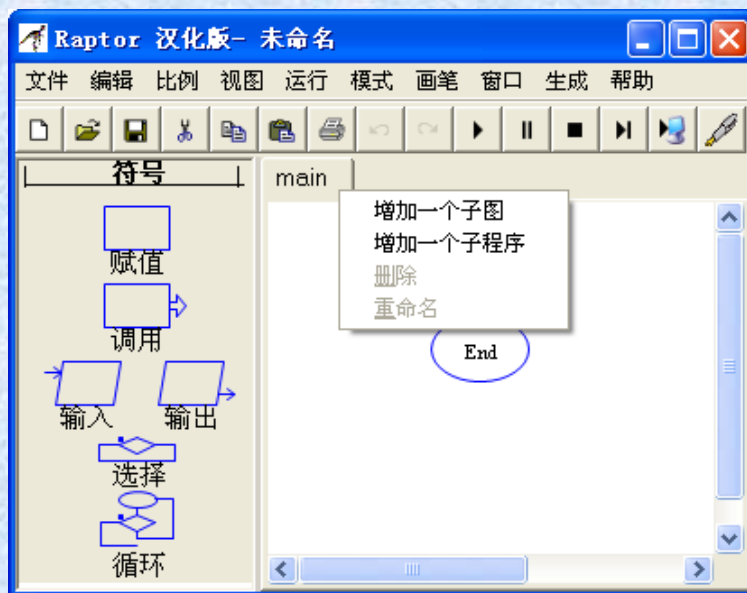 Raptor 汉化版- 未命名
文件 编辑 比例 视图 运行 模式 画笔 窗口 生成 帮助
符号
赋值
调用
输入 输出
选择
循环
main
增加一个子图
增加一个子程序
删除
重命名
End